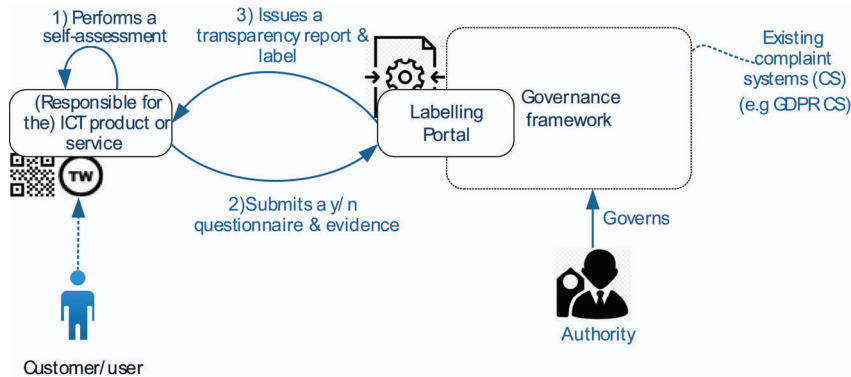 1) Performs a
self-assessment
3) Issues a
transparency report &
label
Existing
complaint
systems (CS)
(e.g GDPR CS)
(Responsible for
the) ICT product or
service
Labelling
Portal
Governance
framework
TW
2)Submits a y/n
questionnaire & evidence
Governs
Authority
Customer/user